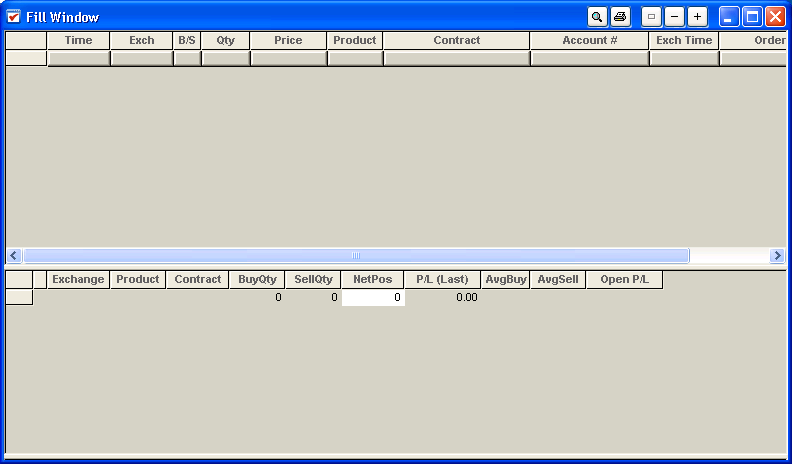 Fill Window
Time Exch B/S Qty Price Product Contract Account # Exch Time Order
Exchange Product Contract BuyQty SellQty NetPos P/L (Last) AvgBuy AvgSell Open P/L
0 0 0 0.00